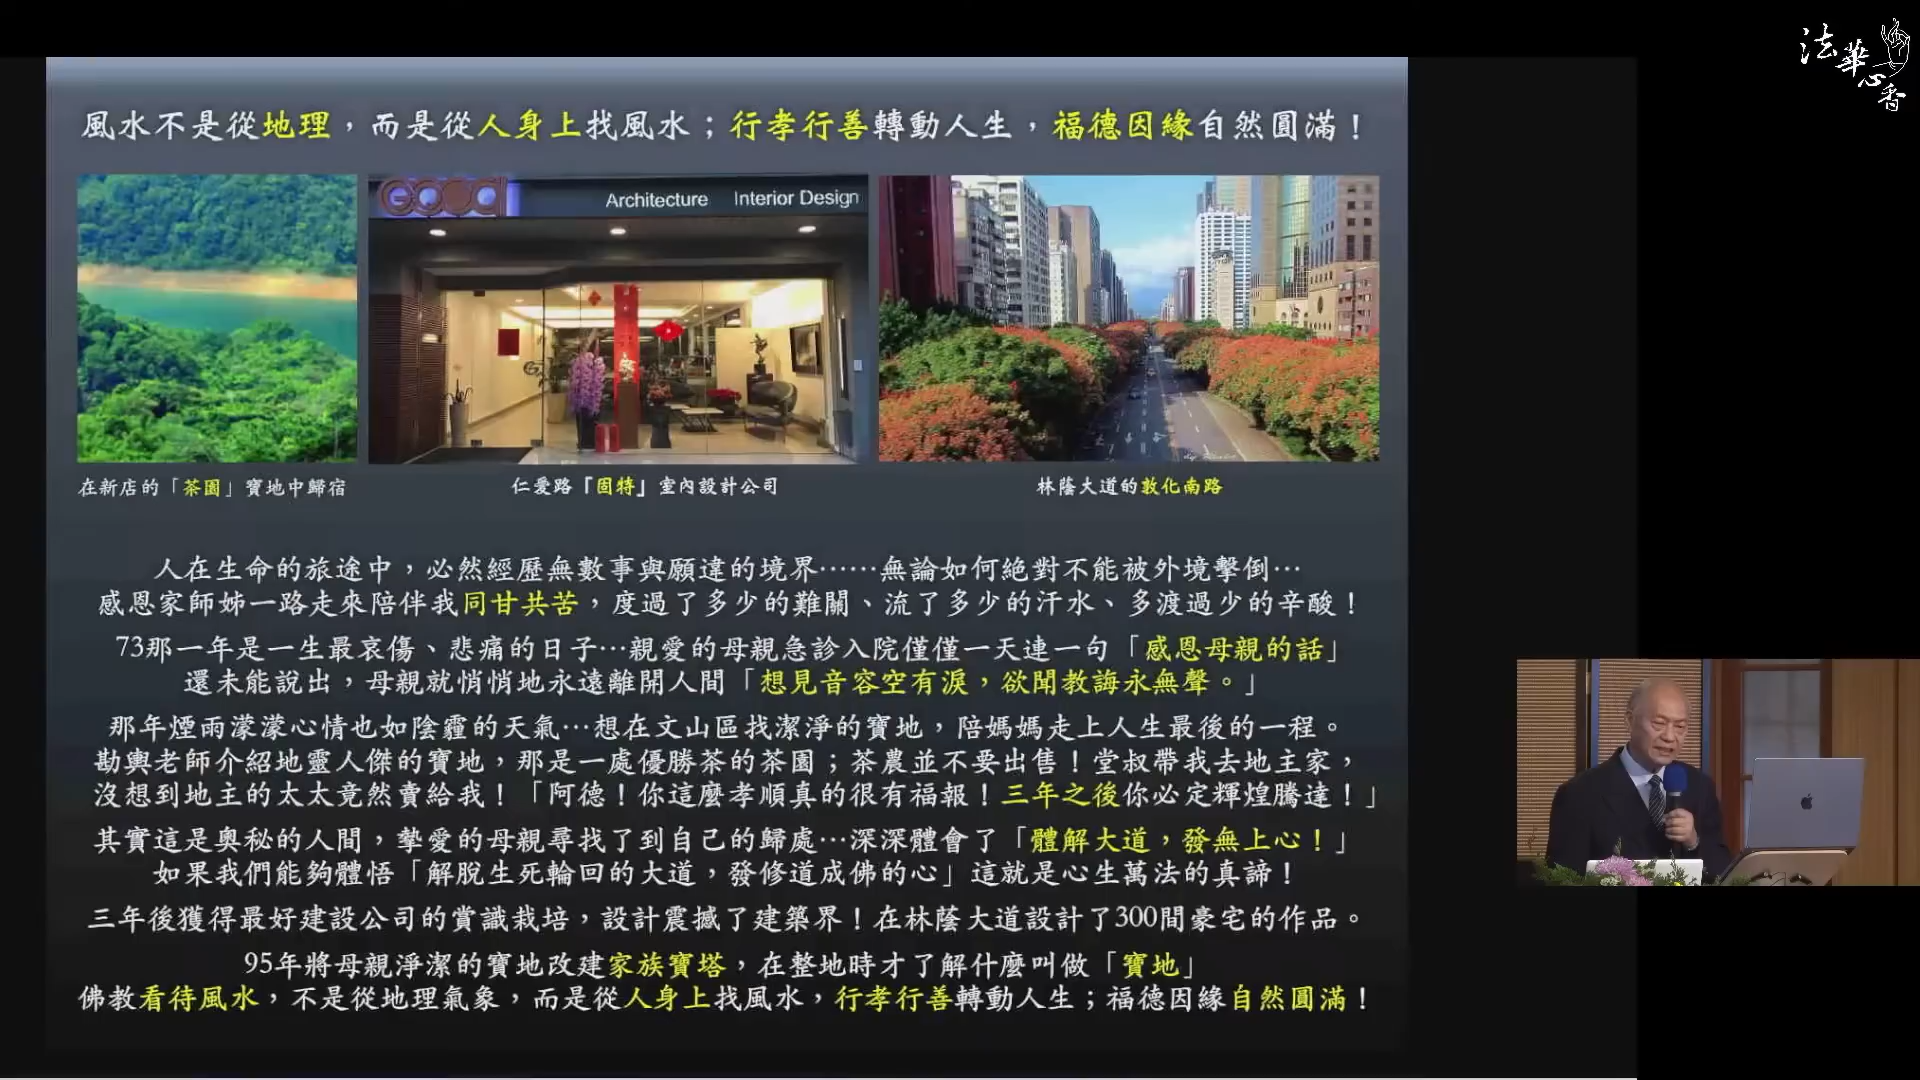 法華心香
風水不是從地理，而是從人身上找風水；行孝行善轉動人生，福德因緣自然圓滿！
Good
Architecture Interior Design
在新店的「茶園」寶地中歸宿
仁愛路『固特』室內設計公司
林蔭大道的敦化南路
人在生命的旅途中，必然經歷無數事與願違的境界⋯⋯無論如何絕對不能被外境擊倒⋯
感恩家師姊一路走來陪伴我同甘共苦，度過了多少的難關、流了多少的汗水、多渡過少的辛酸！
73那一年是一生最哀傷、悲痛的日子⋯親愛的母親急診入院僅僅一天連一句「感恩母親的話」
還未能說出，母親就悄悄地永遠離開人間「想見音容空有淚，欲聞教誨永無聲。」
那年煙雨濛濛心情也如陰霾的天氣⋯想在文山區找潔淨的寶地，陪媽媽走上人生最後的一程。
勘輿老師介紹地靈人傑的寶地，那是一處優勝茶的茶園；茶農並不要出售！堂叔帶我去地主家，
沒想到地主的太太竟然賣給我！「阿德！你這麼孝順真的很有福報！三年之後你必定輝煌騰達！」
其實這是奧秘的人間，摯愛的母親尋找了到自己的歸處⋯深深體會了「體解大道，發無上心！」
如果我們能夠體悟「解脫生死輪回的大道，發修道成佛的心」這就是心生萬法的真諦！
三年後獲得最好建設公司的賞識栽培，設計震撼了建築界！在林蔭大道設計了300間豪宅的作品。
95年將母親淨潔的寶地改建家族寶塔，在整地時才了解什麼叫做「寶地」
佛教看待風水，不是從地理氣象，而是從人身上找風水，行孝行善轉動人生；福德因緣自然圓滿！